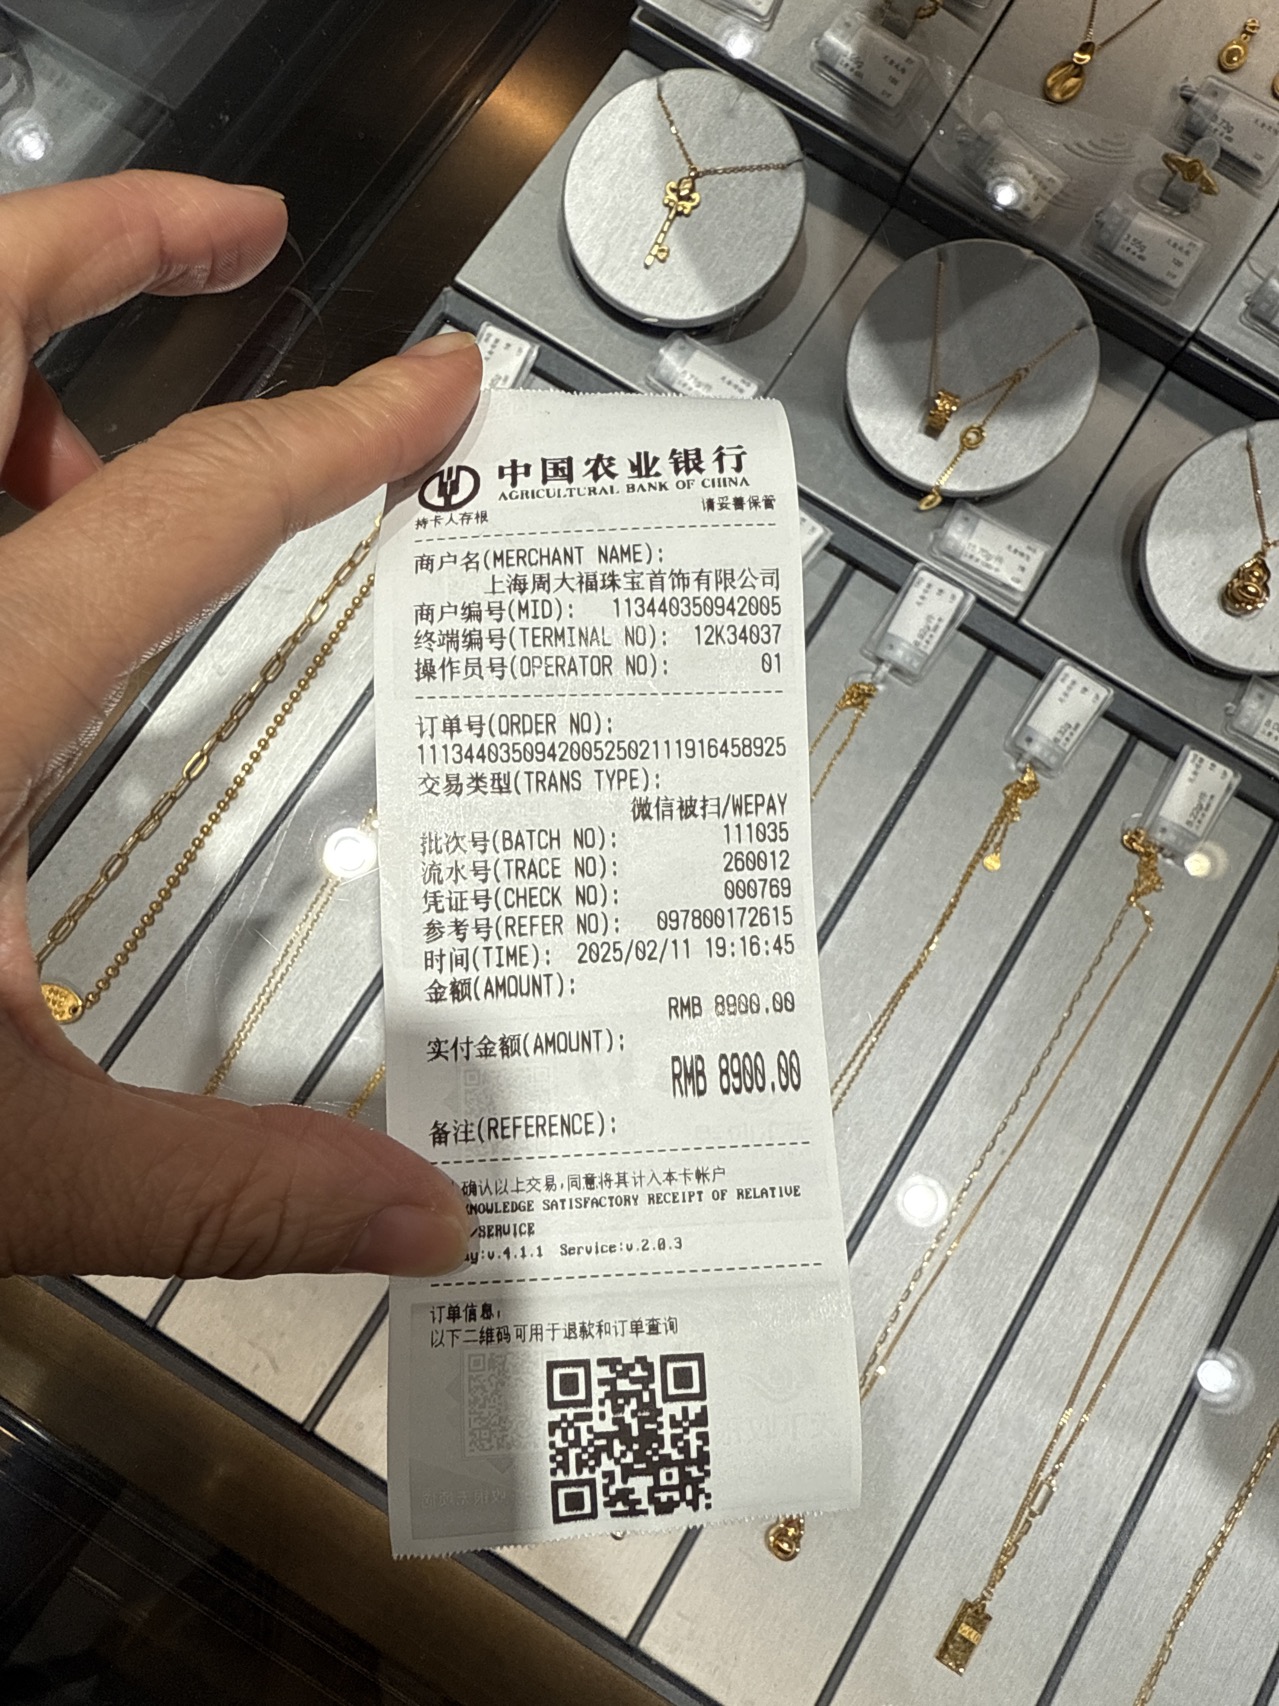 中国农业银行
AGRICULTURAL BANK OF CHINA
持卡人存根 请妥善保管
商户名(MERCHANT NAME):
上海周大福珠宝首饰有限公司
商户编号(MID): 113440350942005
终端编号(TERMINAL NO): 12K34037
操作员号(OPERATOR NO): 01
订单号(ORDER NO):
11134403509420052502111916458925
交易类型(TRANS TYPE):
微信被扫/WEPAY
批次号(BATCH NO): 111035
流水号(TRACE NO): 260012
凭证号(CHECK NO): 000769
参考号(REFER NO): 097800172615
时间(TIME): 2025/02/11 19:16:45
金额(AMOUNT):
RMB 8900.00
实付金额(AMOUNT):
RMB 8900.00
备注(REFERENCE):
确认以上交易,同意将其计入本卡帐户
KNOWLEDGE SATISFACTORY RECEIPT OF RELATIVE
/SERVICE
ay:v.4.1.1 Service:v.2.0.3
订单信息,
以下二维码可用于退款和订单查询